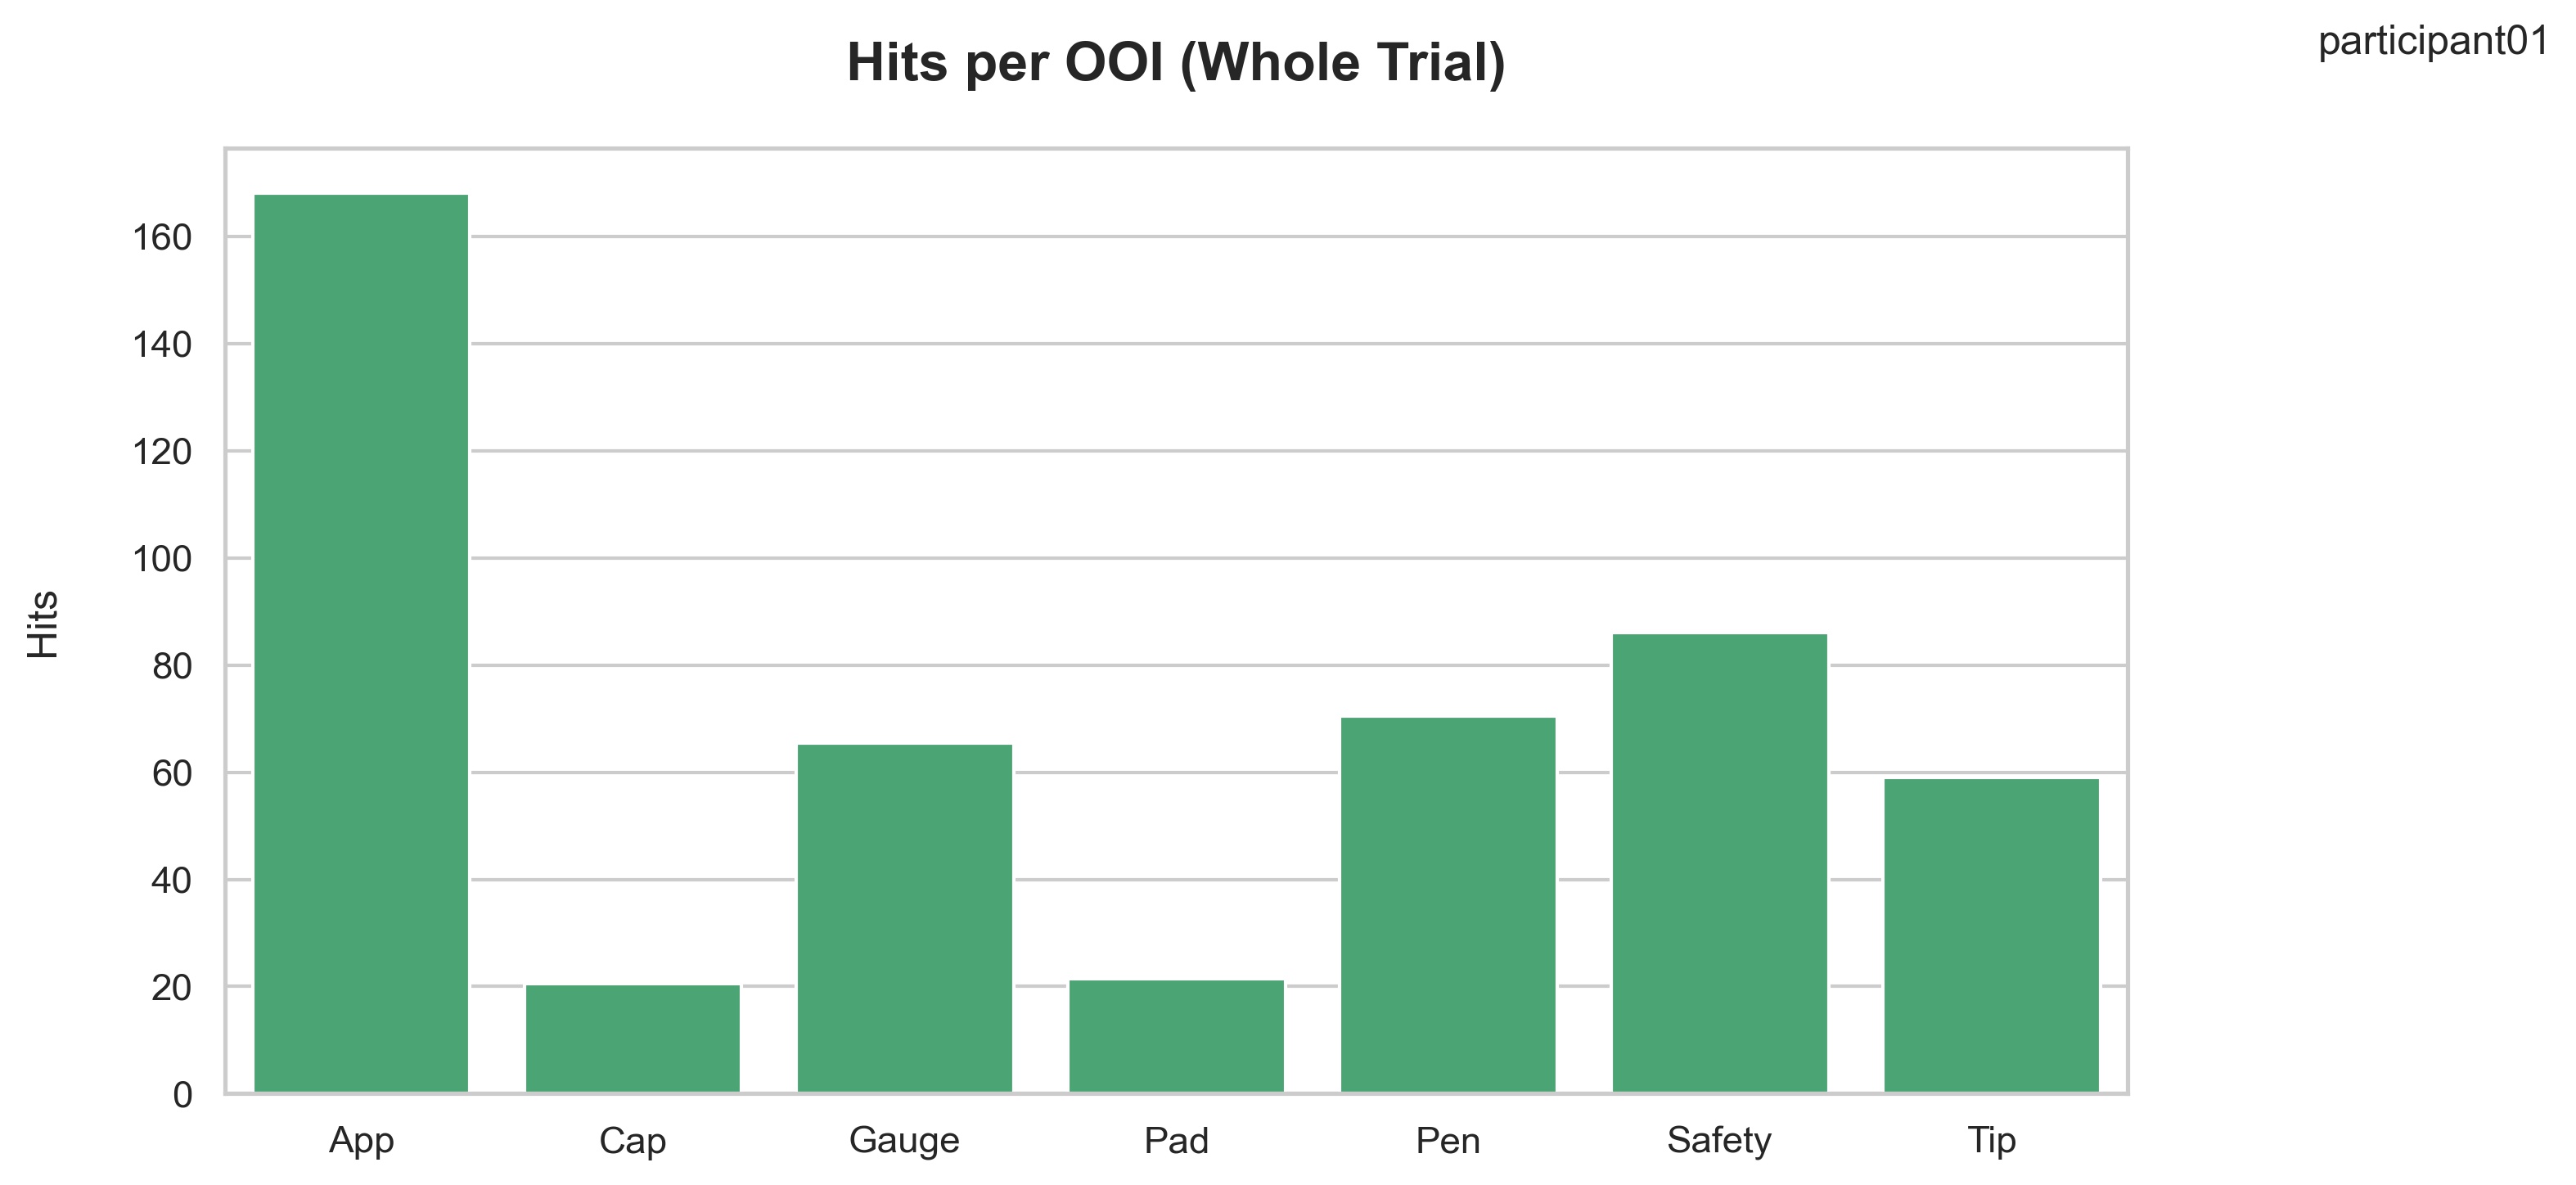 participant01
Hits per OOI (Whole Trial)
Hits
160
140
120
100
80
60
40
20
0
App Cap Gauge Pad Pen Safety Tip